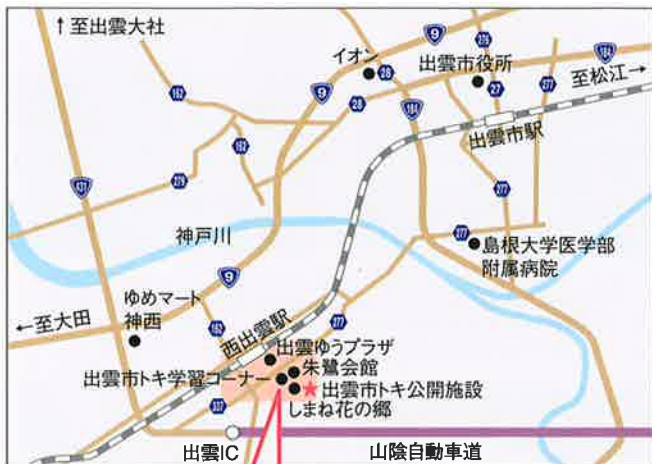 ↑至出雲大社
9
イオン
276
出雲市役所
184
277
至松江→
162
28
9
28
184
27
出雲市駅
431
162
279
277
神戸川
277
島根大学医学部
附属病院
9
ゆめマート
神西
←至大田
162
西出雲駅
277
出雲ゆうプラザ
朱鷺会館
出雲市トキ学習コーナー
★出雲市トキ公開施設
しまね花の郷
337
出雲IC
山陰自動車道